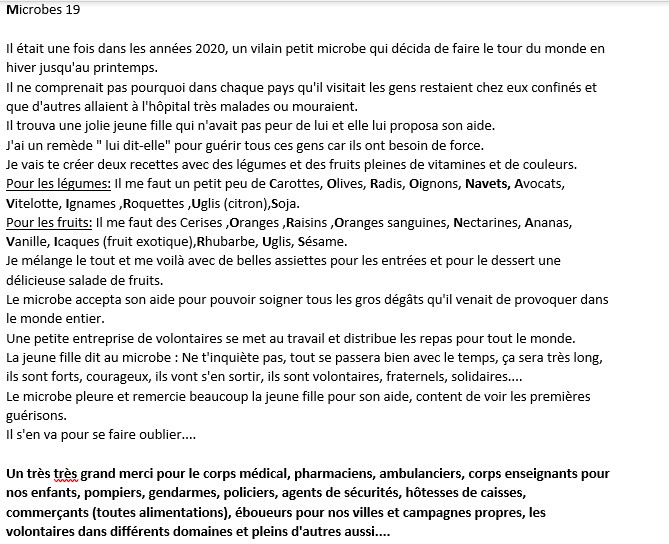 Microbes 19
Il était une fois dans les années 2020, un vilain petit microbe qui décida de faire le tour du monde en
hiver jusqu'au printemps.
Il ne comprenait pas pourquoi dans chaque pays qu'il visitait les gens restaient chez eux confinés et
que d'autres allaient à l'hôpital très malades ou mouraient.
Il trouva une jolie jeune fille qui n'avait pas peur de lui et elle lui proposa son aide.
J'ai un remède " lui dit-elle" pour guérir tous ces gens car ils ont besoin de force.
Je vais te créer deux recettes avec des légumes et des fruits pleines de vitamines et de couleurs.
Pour les légumes: Il me faut un petit peu de Carottes, Olives, Radis, Oignons, Navets, Avocats,
Vitelotte, Ignames ,Roquettes ,Uglis (citron),Soja.
Pour les fruits: Il me faut des Cerises ,Oranges ,Raisins ,Oranges sanguines, Nectarines, Ananas,
Vanille, Icaques (fruit exotique),Rhubarbe, Uglis, Sésame.
Je mélange le tout et me voilà avec de belles assiettes pour les entrées et pour le dessert une
délicieuse salade de fruits.
Le microbe accepta son aide pour pouvoir soigner tous les gros dégâts qu'il venait de provoquer dans
le monde entier.
Une petite entreprise de volontaires se met au travail et distribue les repas pour tout le monde.
La jeune fille dit au microbe : Ne t'inquiète pas, tout se passera bien avec le temps, ça sera très long,
ils sont forts, courageux, ils vont s'en sortir, ils sont volontaires, fraternels, solidaires....
Le microbe pleure et remercie beaucoup la jeune fille pour son aide, content de voir les premières
guérisons.
Il s'en va pour se faire oublier....
Un très très grand merci pour le corps médical, pharmaciens, ambulanciers, corps enseignants pour
nos enfants, pompiers, gendarmes, policiers, agents de sécurités, hôtesses de caisses,
commerçants (toutes alimentations), éboueurs pour nos villes et campagnes propres, les
volontaires dans différents domaines et pleins d'autres aussi....